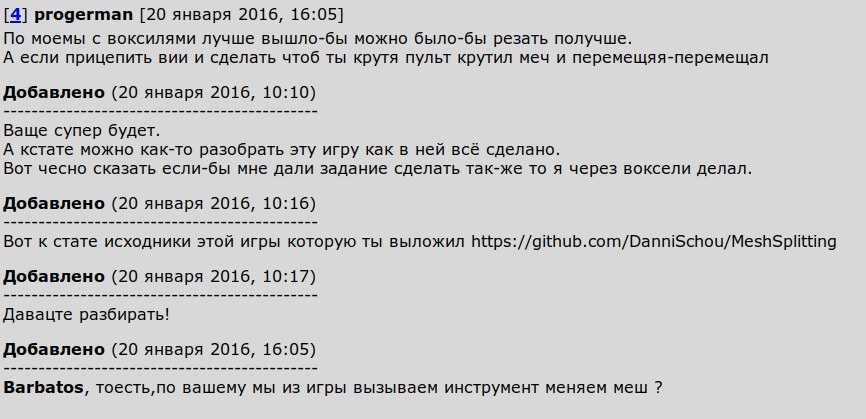 [4] progerman [20 января 2016, 16:05]
По моемы с воксилями лучше вышло-бы можно было-бы резать получше.
А если прицепить вии и сделать чтоб ты крутя пульт крутил меч и перемещяя-перемещал
Добавлено (20 января 2016, 10:10)
---------------------------------------------
Ваще супер будет.
А кстате можно как-то разобрать эту игру как в ней всё сделано.
Вот чесно сказать если-бы мне дали задание сделать так-же то я через воксели делал.
Добавлено (20 января 2016, 10:16)
---------------------------------------------
Вот к стате исходники этой игры которую ты выложил https://github.com/DanniSchou/MeshSplitting
Добавлено (20 января 2016, 10:17)
---------------------------------------------
Давацте разбирать!
Добавлено (20 января 2016, 16:05)
---------------------------------------------
Barbatos, тоесть,по вашему мы из игры вызываем инструмент меняем меш ?